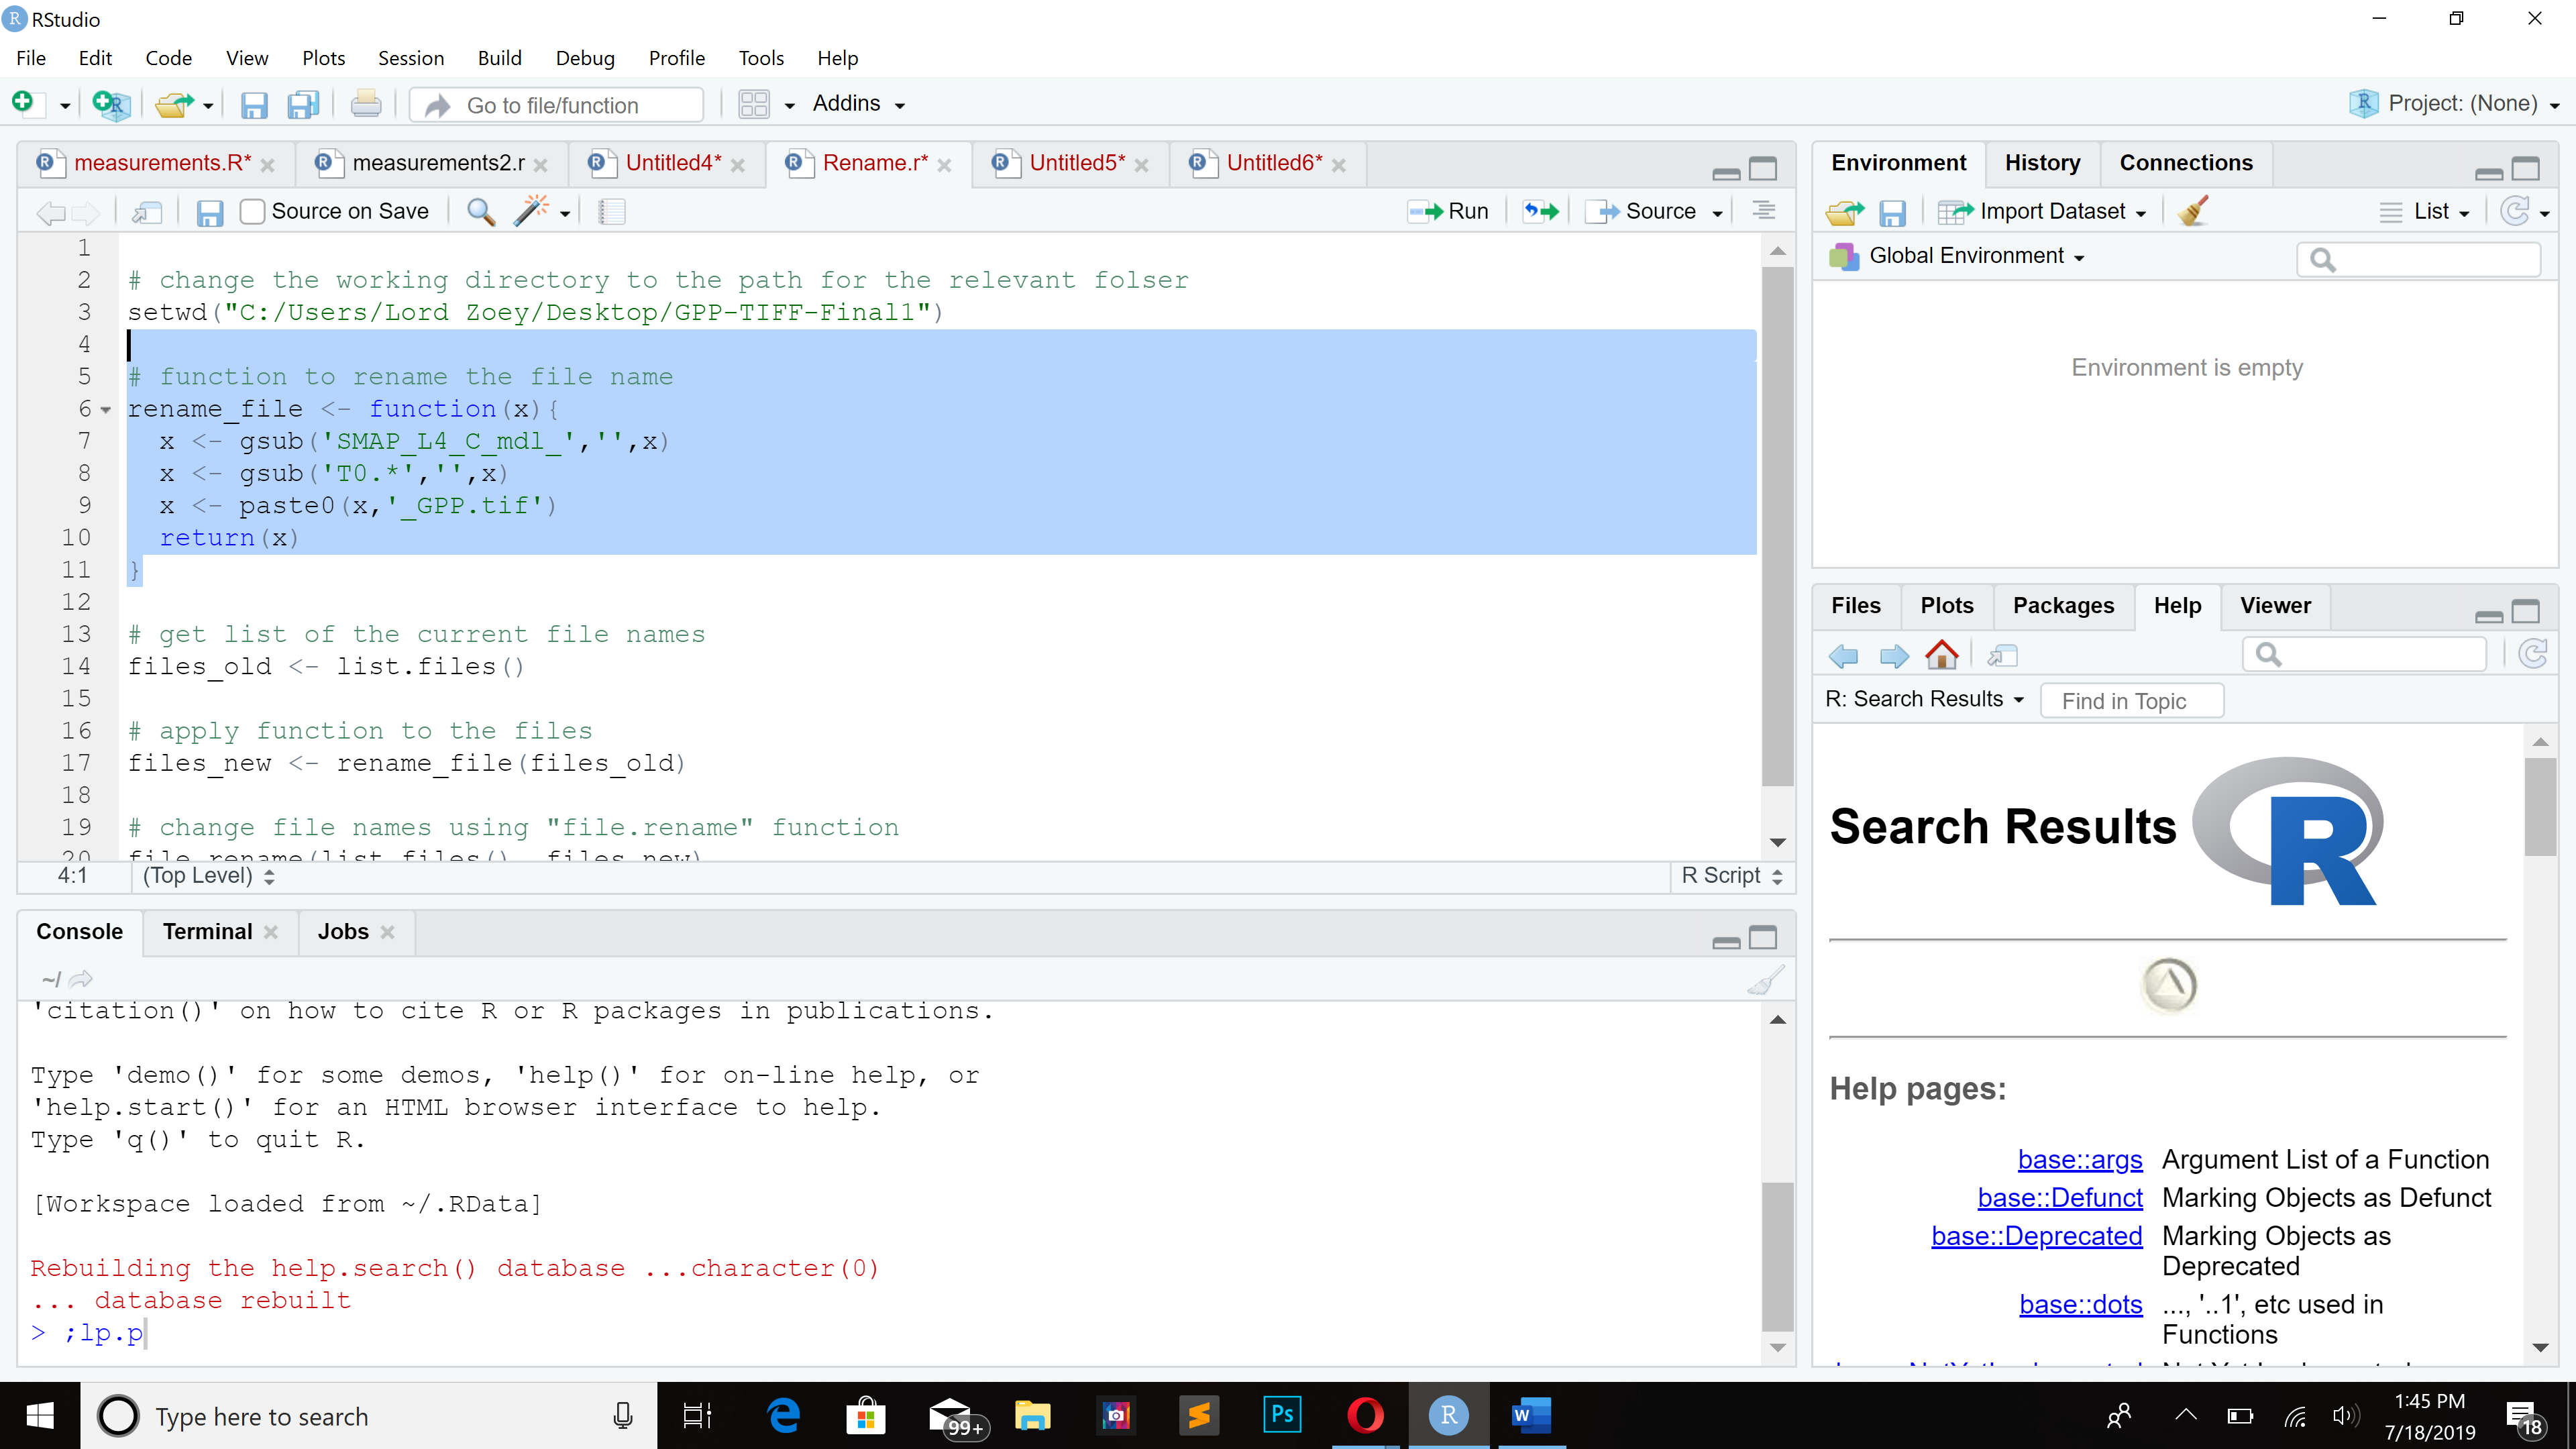 RStudio
File Edit Code View Plots Session Build Debug Profile Tools Help
Go to file/function Addins Project: (None)
measurements.R* measurements2.r Untitled4* Rename.r* Untitled5* Untitled6*
Source on Save Run Source
1
2 # change the working directory to the path for the relevant folser
3 setwd("C:/Users/Lord Zoey/Desktop/GPP-TIFF-Final1")
4
5 # function to rename the file name
6 rename_file <- function(x){
7 x <- gsub('SMAP_L4_C_mdl_','',x)
8 x <- gsub('T0.*','',x)
9 x <- paste0(x,'_GPP.tif')
10 return(x)
11 }
12
13 # get list of the current file names
14 files_old <- list.files()
15
16 # apply function to the files
17 files_new <- rename_file(files_old)
18
19 # change file names using "file.rename" function
20 file.rename(list.files(), files_new)
4:1 (Top Level) R Script
Console Terminal Jobs
~/
'citation()' on how to cite R or R packages in publications.
Type 'demo()' for some demos, 'help()' for on-line help, or
'help.start()' for an HTML browser interface to help.
Type 'q()' to quit R.
[Workspace loaded from ~/.RData]
Rebuilding the help.search() database ...character(0)
... database rebuilt
> ;lp.p
Environment History Connections
Import Dataset List
Global Environment
Environment is empty
Files Plots Packages Help Viewer
R: Search Results Find in Topic
Search Results R
Help pages:
base::args Argument List of a Function
base::Defunct Marking Objects as Defunct
base::Deprecated Marking Objects as
Deprecated
base::dots ..., '..1', etc used in
Functions
Type here to search 99+ Ps R W 1:45 PM
7/18/2019 18